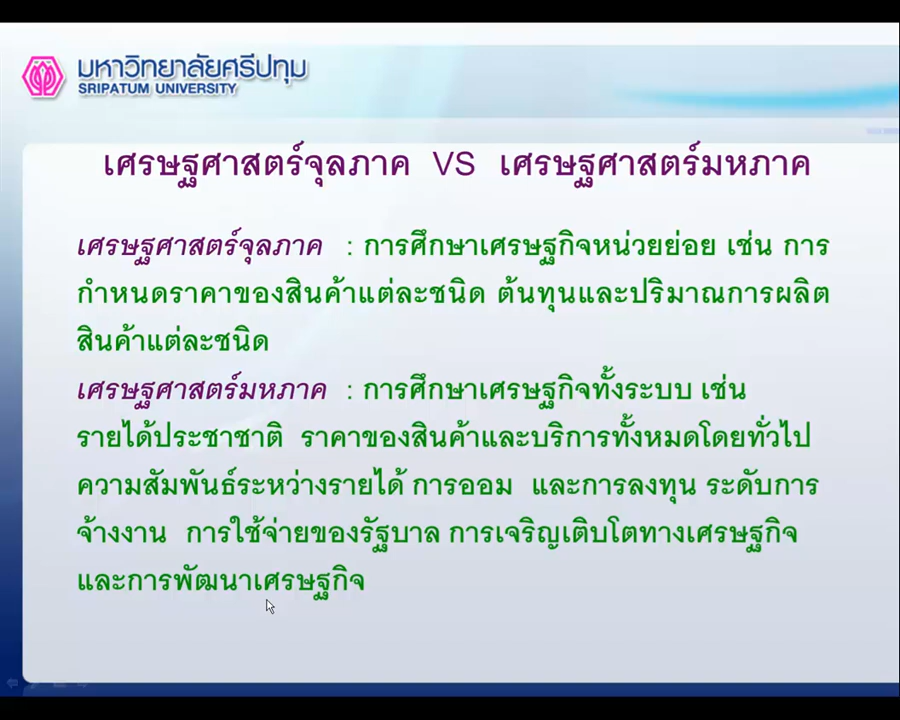 มหาวิทยาลัยศรีปทุม
SRIPATUM UNIVERSITY
เศรษฐศาสตร์จุลภาค VS เศรษฐศาสตร์มหภาค
เศรษฐศาสตร์จุลภาค : การศึกษาเศรษฐกิจหน่วยย่อย เช่น การ
กำหนดราคาของสินค้าแต่ละชนิด ต้นทุนและปริมาณการผลิต
สินค้าแต่ละชนิด
เศรษฐศาสตร์มหภาค : การศึกษาเศรษฐกิจทั้งระบบ เช่น
รายได้ประชาชาติ ราคาของสินค้าและบริการทั้งหมดโดยทั่วไป
ความสัมพันธ์ระหว่างรายได้ การออม และการลงทุน ระดับการ
จ้างงาน การใช้จ่ายของรัฐบาล การเจริญเติบโตทางเศรษฐกิจ
และการพัฒนาเศรษฐกิจ